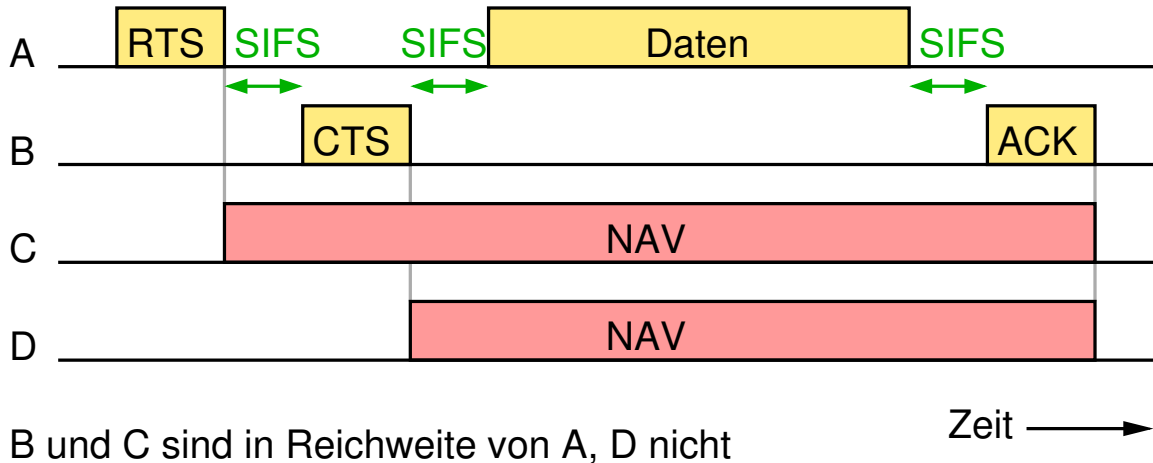 A RTS SIFS SIFS Daten SIFS
B CTS ACK
C NAV
D NAV
Zeit
B und C sind in Reichweite von A, D nicht